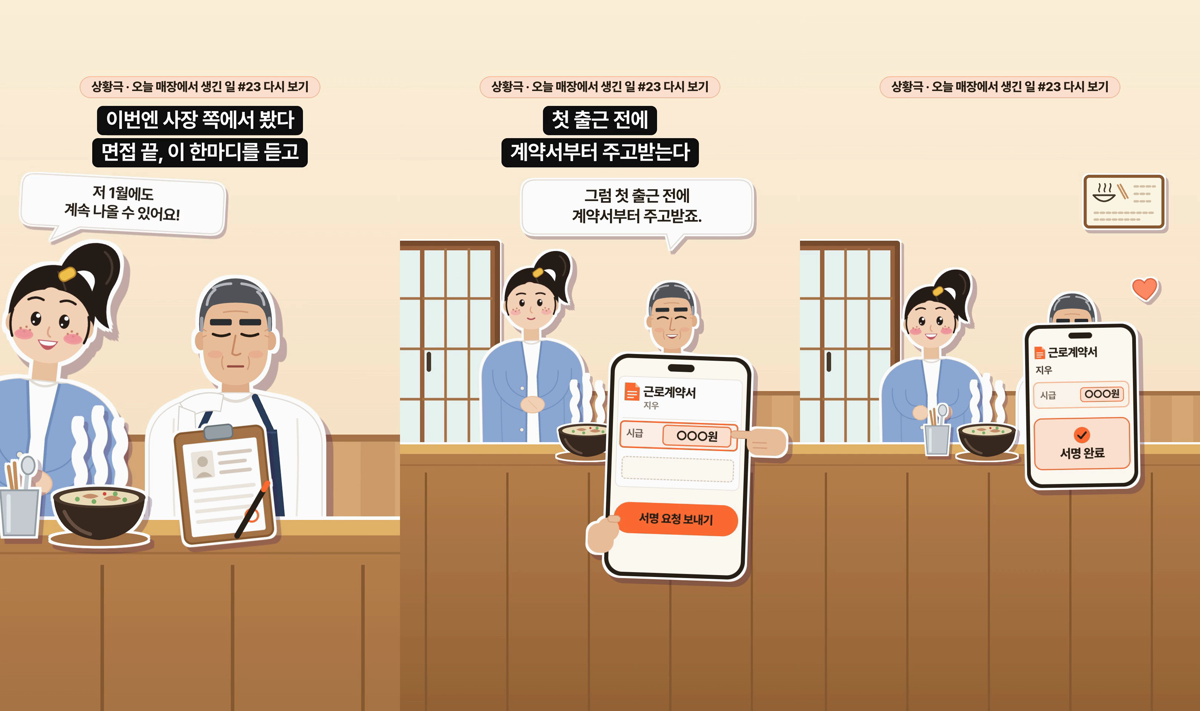 상황극 · 오늘 매장에서 생긴 일 #23 다시 보기
이번엔 사장 쪽에서 봤다
면접 끝, 이 한마디를 듣고
저 1월에도
계속 나올 수 있어요!
상황극 · 오늘 매장에서 생긴 일 #23 다시 보기
첫 출근 전에
계약서부터 주고받는다
그럼 첫 출근 전에
계약서부터 주고받죠.
근로계약서
지우
시급
○○○원
서명 요청 보내기
상황극 · 오늘 매장에서 생긴 일 #23 다시 보기
근로계약서
지우
시급
○○○원
서명 완료